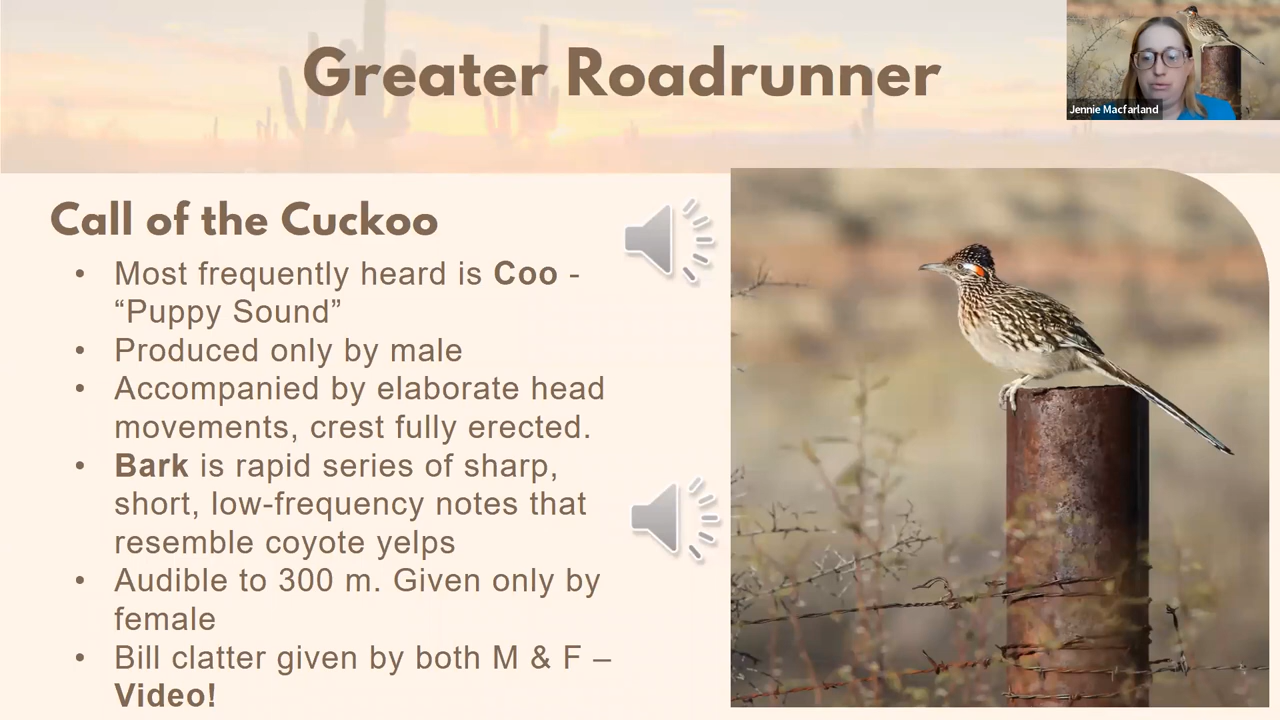 Greater Roadrunner
Jennie Macfarland
Call of the Cuckoo
• Most frequently heard is Coo -
“Puppy Sound”
• Produced only by male
• Accompanied by elaborate head
movements, crest fully erected.
• Bark is rapid series of sharp,
short, low-frequency notes that
resemble coyote yelps
• Audible to 300 m. Given only by
female
• Bill clatter given by both M & F –
Video!